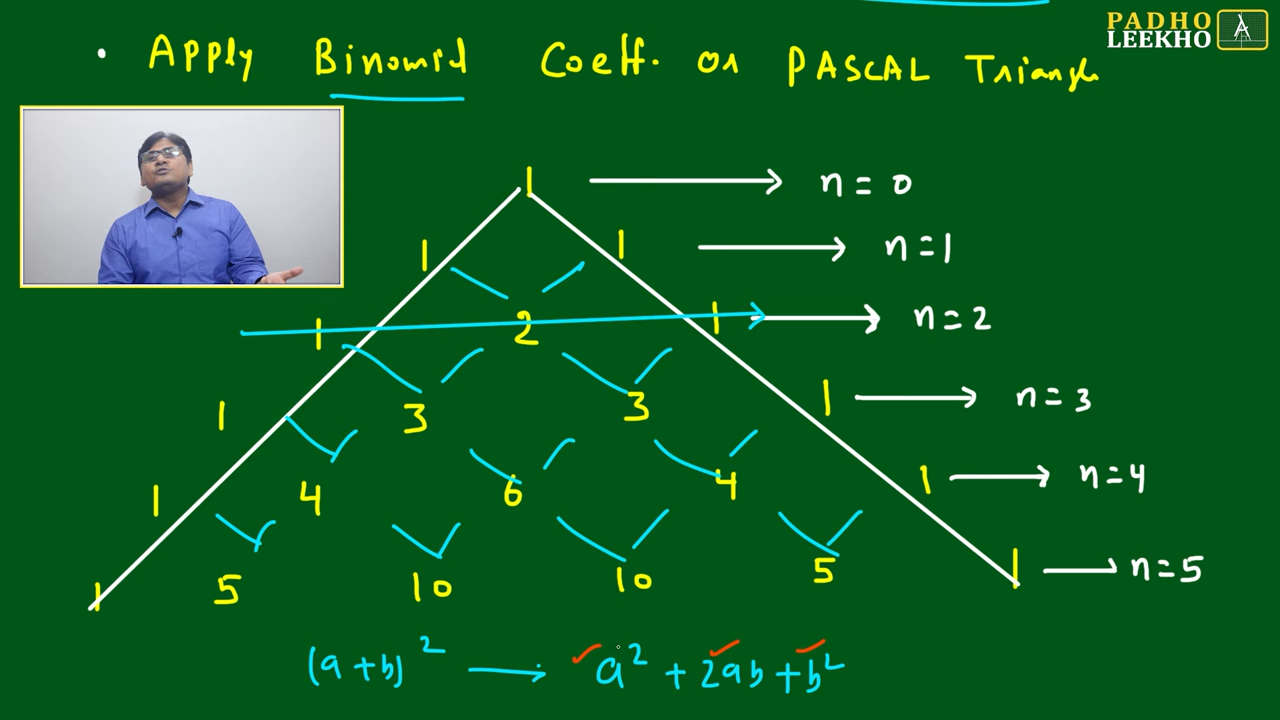 PADHO
LEEKHO
• Apply Binomial Coeff. or PASCAL Triangle
1 → n = 0
1 1 → n = 1
1 2 1 → n = 2
1 3 3 1 → n = 3
1 4 6 4 1 → n = 4
1 5 10 10 5 1 → n = 5
(a + b)² → ✓a² + ✓2ab + ✓b²